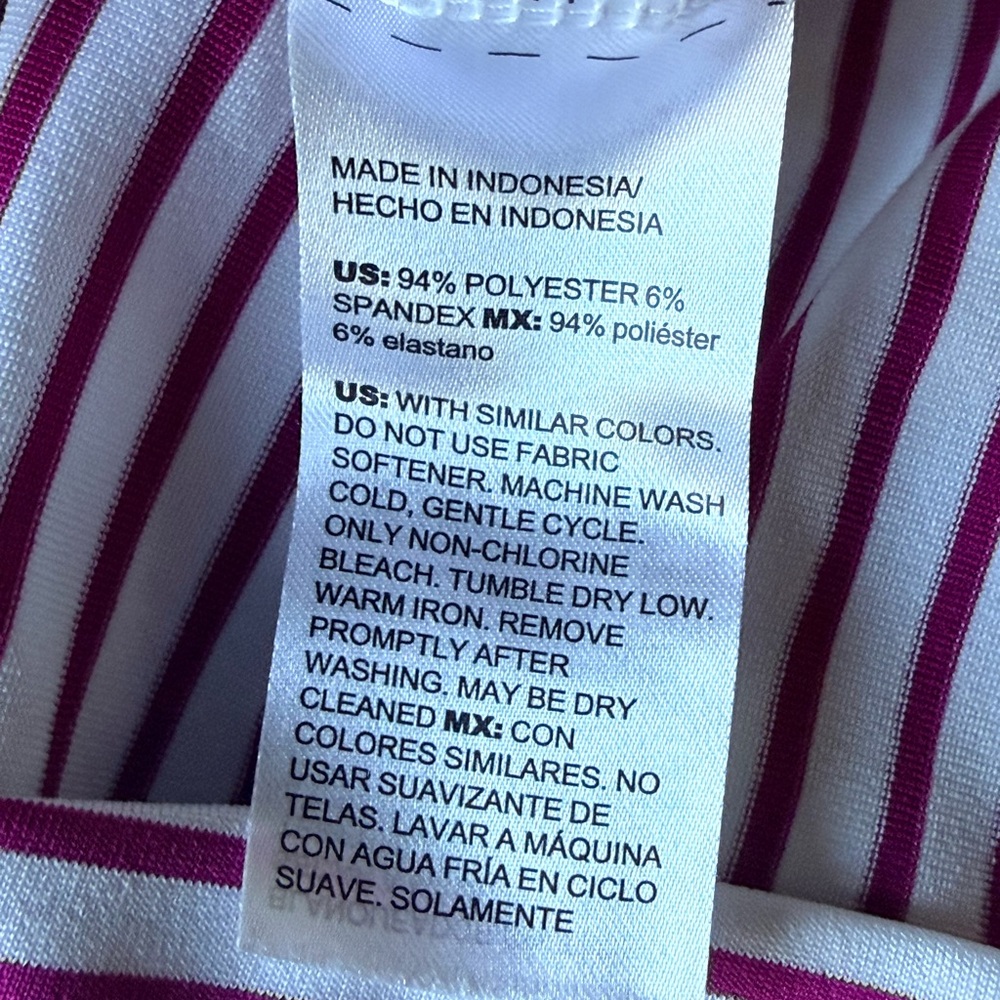 MADE IN INDONESIA/
HECHO EN INDONESIA
US: 94% POLYESTER 6%
SPANDEX MX: 94% poliéster
6% elastano
US: WITH SIMILAR COLORS.
DO NOT USE FABRIC
SOFTENER. MACHINE WASH
COLD, GENTLE CYCLE.
ONLY NON-CHLORINE
BLEACH. TUMBLE DRY LOW.
WARM IRON. REMOVE
PROMPTLY AFTER
WASHING. MAY BE DRY
CLEANED MX: CON
COLORES SIMILARES. NO
USAR SUAVIZANTE DE
TELAS. LAVAR A MÁQUINA
CON AGUA FRÍA EN CICLO
SUAVE. SOLAMENTE